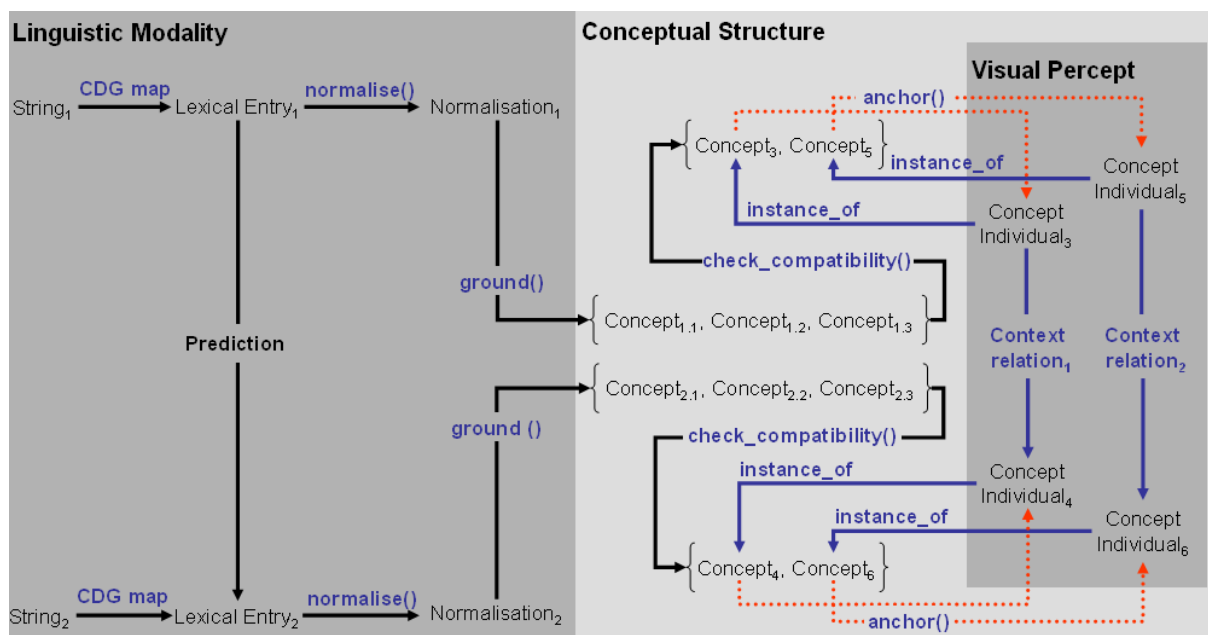 Linguistic Modality
Conceptual Structure
Visual Percept
CDG map
normalise()
anchor()
String₁
Lexical Entry₁
Normalisation₁
{Concept₃, Concept₅}
instance_of
Concept
Individual₅
instance_of
Concept
Individual₃
check_compatibility()
ground()
{Concept₁.₁, Concept₁.₂, Concept₁.₃}
Prediction
Context
relation₁
Context
relation₂
{Concept₂.₁, Concept₂.₂, Concept₂.₃}
ground ()
check_compatibility()
instance_of
Concept
Individual₄
instance_of
Concept
Individual₆
{Concept₄, Concept₆}
CDG map
normalise()
String₂
Lexical Entry₂
Normalisation₂
anchor()